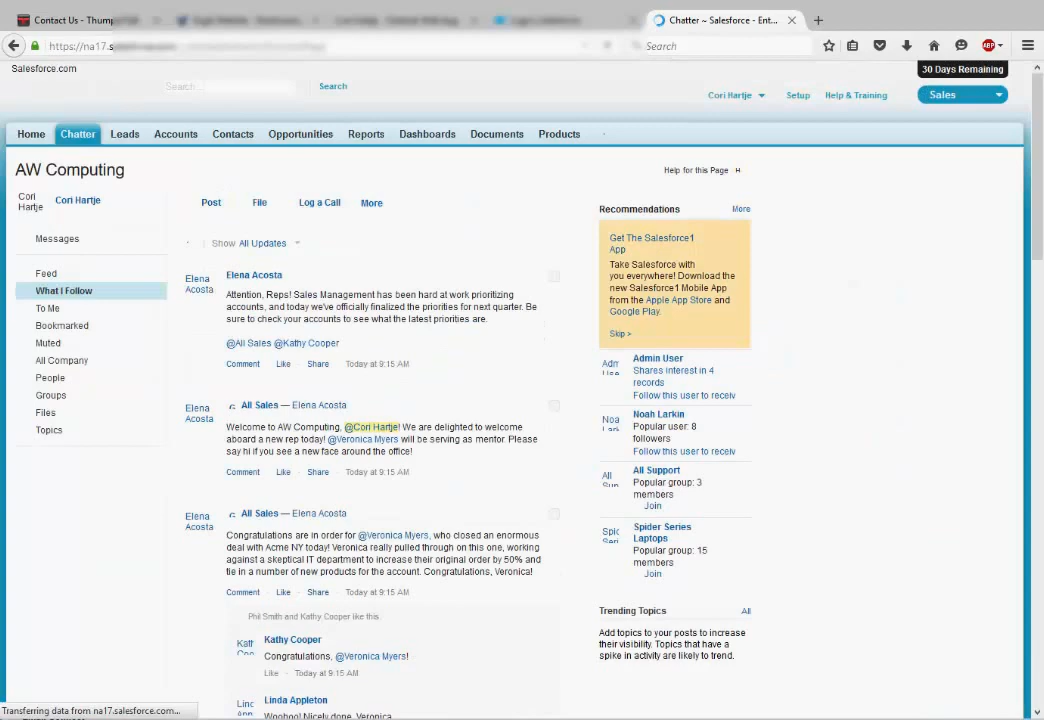 Contact Us - Thump
Chatter ~ Salesforce - Ent...
https://na17.s
Search
Salesforce.com
30 Days Remaining
Search...
Search
Cori Hartje
Setup
Help & Training
Sales
Home
Chatter
Leads
Accounts
Contacts
Opportunities
Reports
Dashboards
Documents
Products
AW Computing
Help for this Page
Cori
Hartje
Cori Hartje
Messages
Feed
What I Follow
To Me
Bookmarked
Muted
All Company
People
Groups
Files
Topics
Post
File
Log a Call
More
Show All Updates
Elena
Acosta
Elena Acosta
Attention, Reps! Sales Management has been hard at work prioritizing
accounts, and today we've officially finalized the priorities for next quarter. Be
sure to check your accounts to see what the latest priorities are.
@All Sales @Kathy Cooper
Comment · Like · Share · Today at 9:15 AM
Elena
Acosta
G All Sales — Elena Acosta
Welcome to AW Computing, @Cori Hartje! We are delighted to welcome
aboard a new rep today! @Veronica Myers will be serving as mentor. Please
say hi if you see a new face around the office!
Comment · Like · Share · Today at 9:15 AM
Elena
Acosta
G All Sales — Elena Acosta
Congratulations are in order for @Veronica Myers, who closed an enormous
deal with Acme NY today! Veronica really pulled through on this one, working
against a skeptical IT department to increase their original order by 50% and
tie in a number of new products for the account. Congratulations, Veronica!
Comment · Like · Share · Today at 9:15 AM
Phil Smith and Kathy Cooper like this.
Kathy Cooper
Congratulations, @Veronica Myers!
Like · Today at 9:15 AM
Linda Appleton
Woohoo! Nicely done, Veronica
Recommendations
More
Get The Salesforce1
App
Take Salesforce with
you everywhere! Download the
new Salesforce1 Mobile App
from the Apple App Store and
Google Play.
Skip >
Admin User
Shares interest in 4
records
Follow this user to receiv
Noah Larkin
Popular user: 8
followers
Follow this user to receiv
All Support
Popular group: 3
members
Join
Spider Series
Laptops
Popular group: 15
members
Join
Trending Topics
All
Add topics to your posts to increase
their visibility. Topics that have a
spike in activity are likely to trend.
Transferring data from na17.salesforce.com...